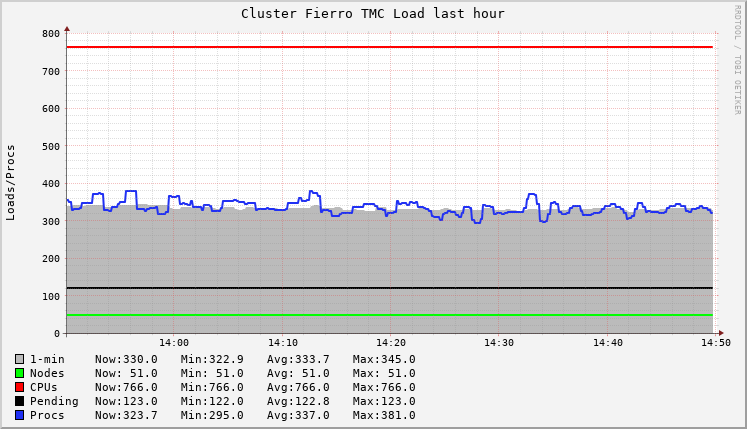 Cluster Fierro TMC Load last hour
RRDTOOL / TOBI OETIKER
Loads/Procs
800
700
600
500
400
300
200
100
0
14:00 14:10 14:20 14:30 14:40 14:50
1-min Now:330.0 Min:322.9 Avg:333.7 Max:345.0
Nodes Now: 51.0 Min: 51.0 Avg: 51.0 Max: 51.0
CPUs Now:766.0 Min:766.0 Avg:766.0 Max:766.0
Pending Now:123.0 Min:122.0 Avg:122.8 Max:123.0
Procs Now:323.7 Min:295.0 Avg:337.0 Max:381.0